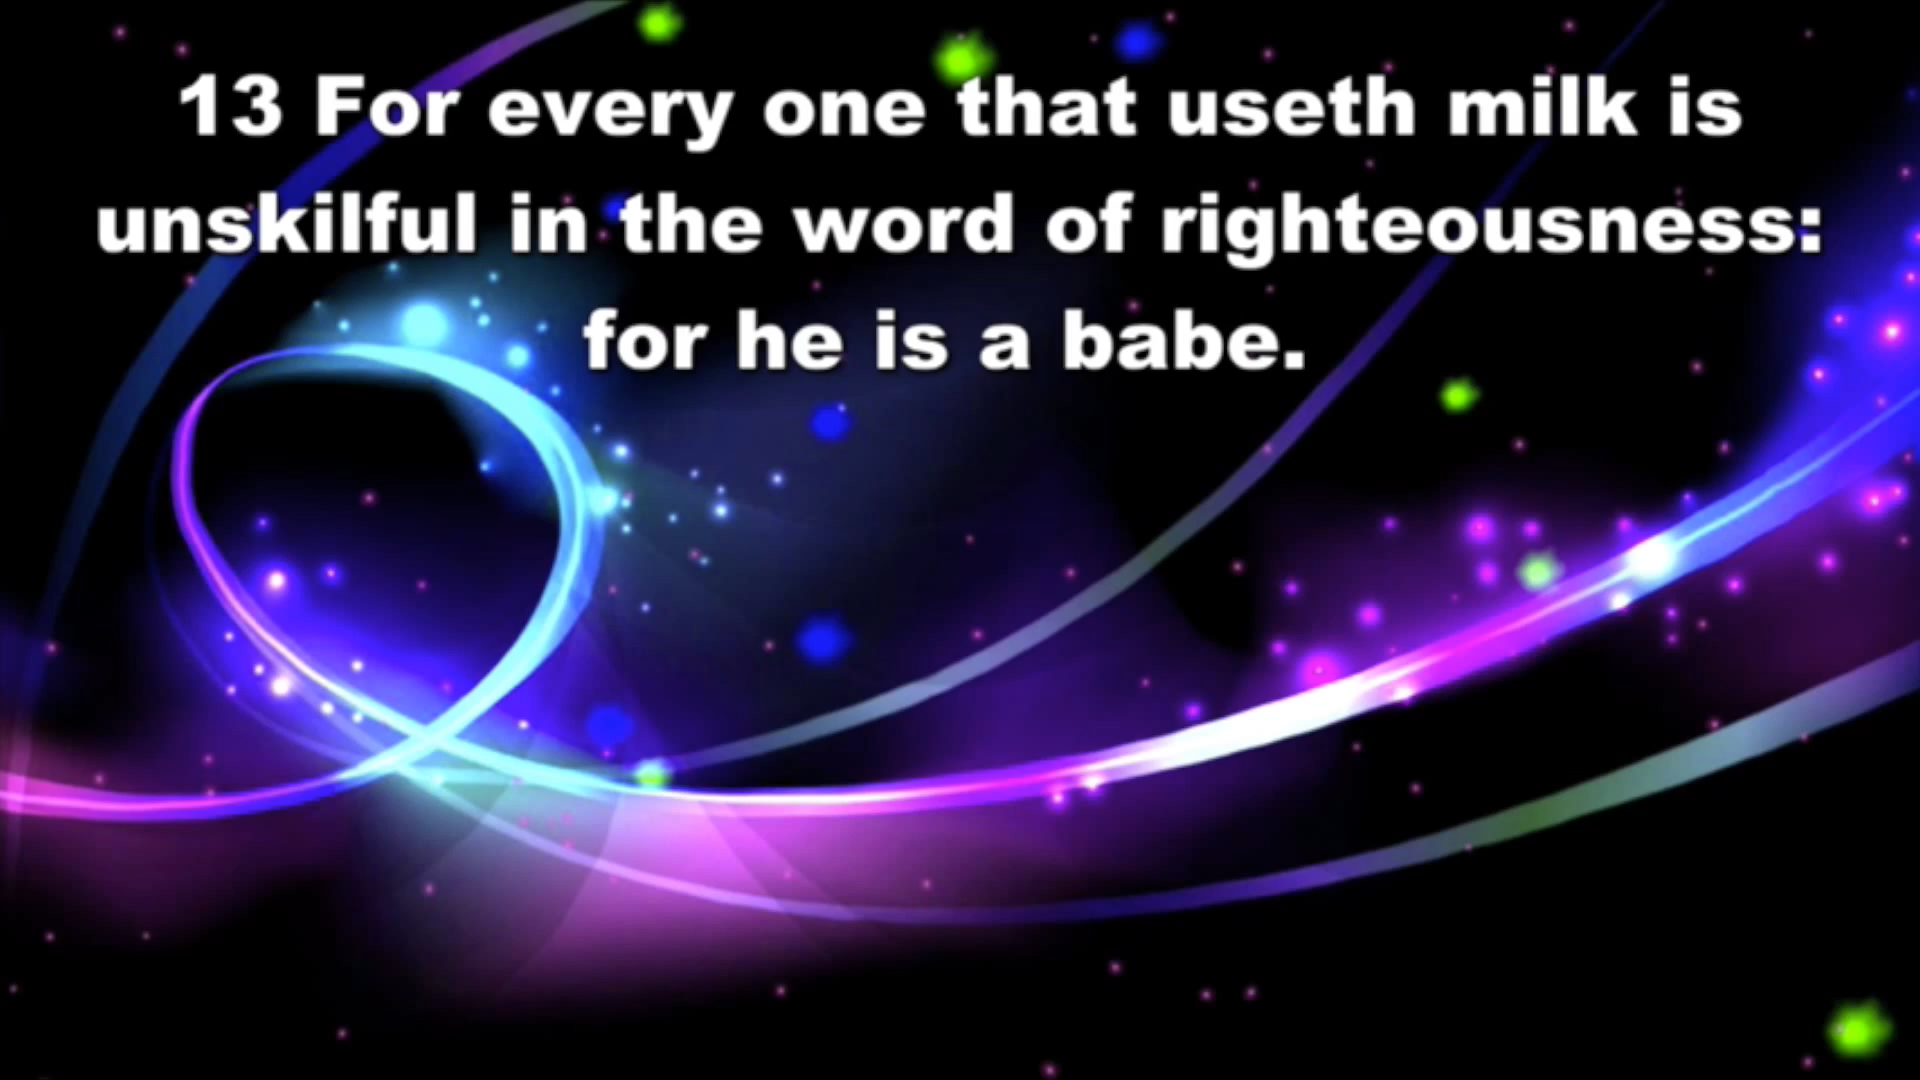 13 For every one that useth milk is
unskilful in the word of righteousness:
for he is a babe.